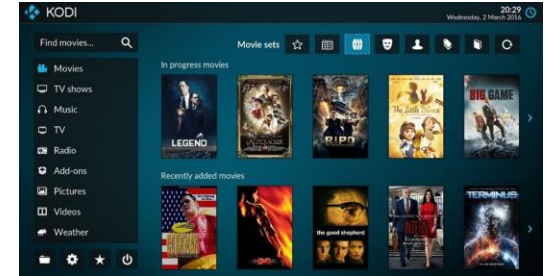 KODI
20:29
Wednesday, 2 March 2016
Find movies...
Movie sets
Movies
TV shows
Music
TV
Radio
Add-ons
Pictures
Videos
Weather
In progress movies
LEGEND
R.I.P.D.
The Little Prince
BIG GAME
Recently added movies
the good shepherd
TERMINUS